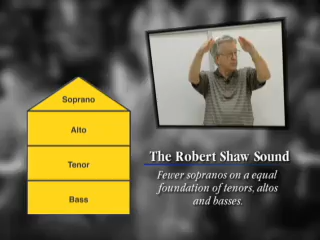 Soprano
Alto
Tenor
Bass
The Robert Shaw Sound
Fewer sopranos on a equal
foundation of tenors, altos
and basses.